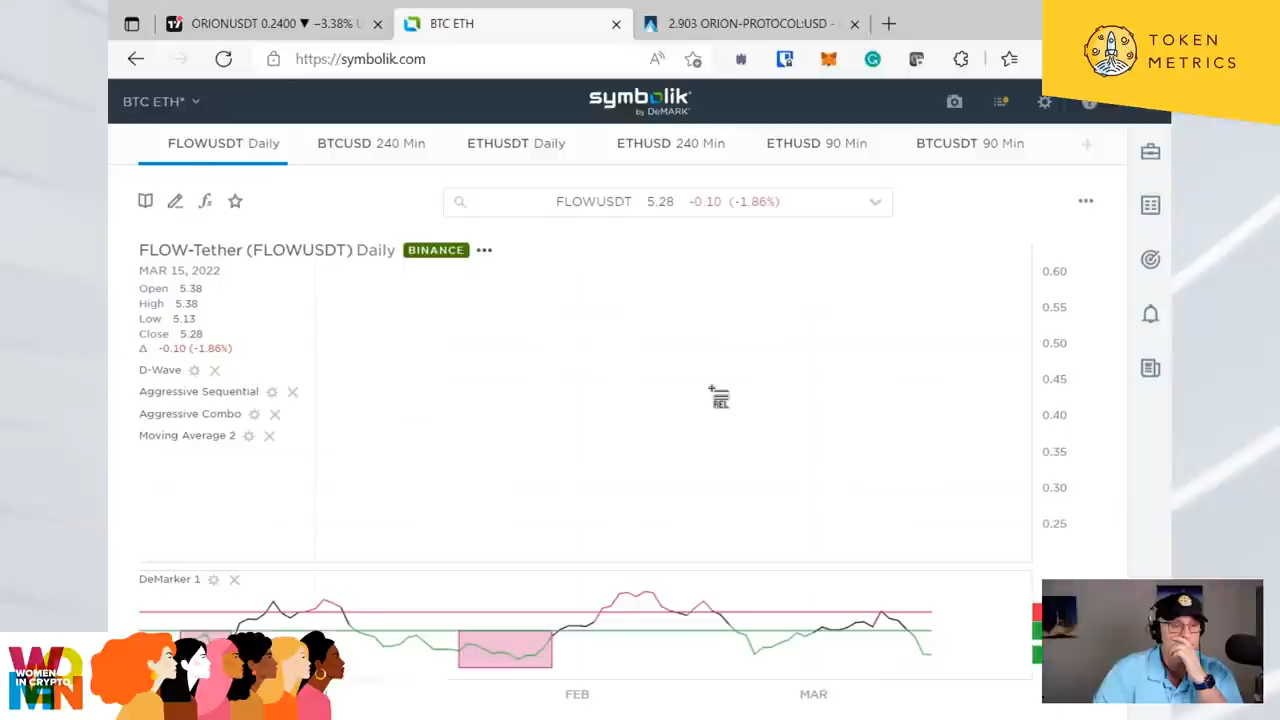 ORIONUSDT 0.2400 ▼ −3.38% U
BTC ETH
2.903 ORION-PROTOCOL:USD -
https://symbolik.com
TOKEN
METRICS
BTC ETH*
symbolik
by DeMARK
FLOWUSDT Daily
BTCUSD 240 Min
ETHUSDT Daily
ETHUSD 240 Min
ETHUSD 90 Min
BTCUSDT 90 Min
FLOWUSDT 5.28 -0.10 (-1.86%)
FLOW-Tether (FLOWUSDT) Daily BINANCE
MAR 15, 2022
Open 5.38
High 5.38
Low 5.13
Close 5.28
Δ -0.10 (-1.86%)
D-Wave
Aggressive Sequential
Aggressive Combo
Moving Average 2
REL
0.60
0.55
0.50
0.45
0.40
0.35
0.30
0.25
DeMarker 1
FEB
MAR
WOMEN
IN CRYPTO